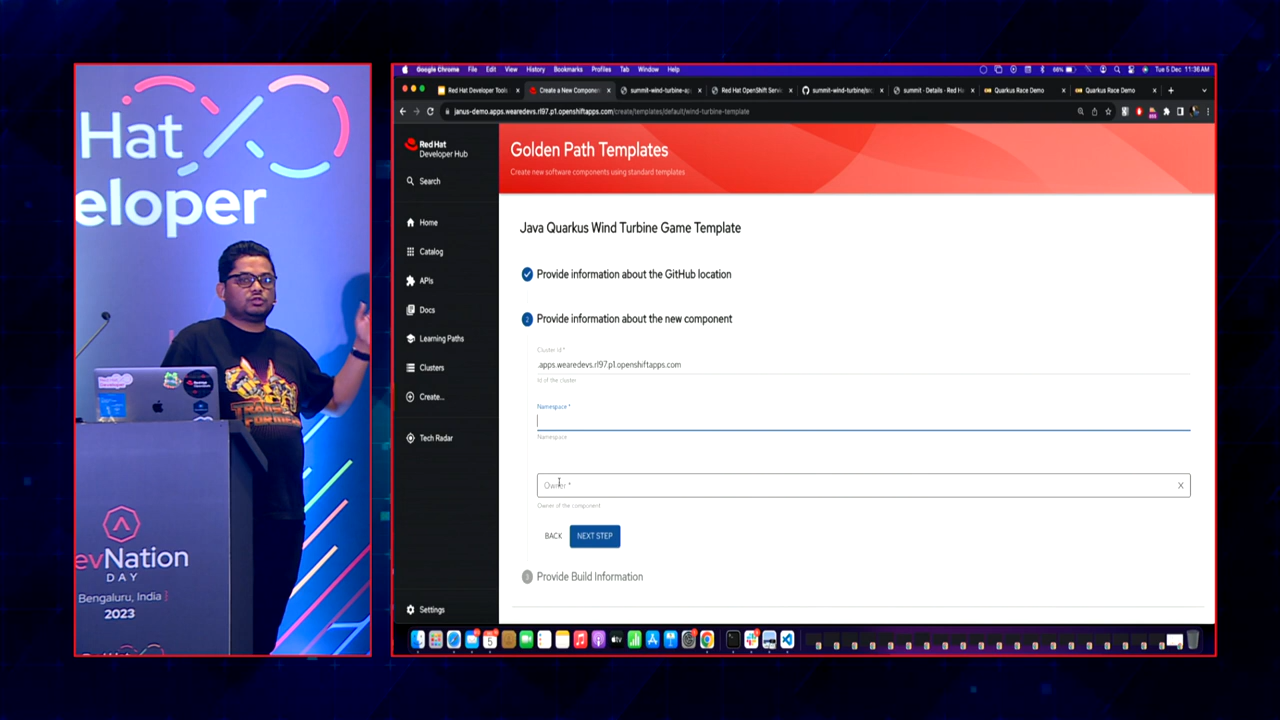 Hat
eloper
TRANSFORMERS
evNation
DAY
Bengaluru, India
2023
Google Chrome File Edit View History Bookmarks Profiles Tab Window Help
Tue 5 Dec 11:36 AM
Red Hat Developer Tools
Create a New Component
summit-wind-turbine-ap
Red Hat OpenShift Servi
summit-wind-turbine/src
summit - Details - Red H
Quarkus Race Demo
Quarkus Race Demo
janus-demo.apps.wearedevs.rl97.p1.openshiftapps.com/create/templates/default/wind-turbine-template
Red Hat
Developer Hub
Search
Home
Catalog
APIs
Docs
Learning Paths
Clusters
Create...
Tech Radar
Settings
Golden Path Templates
Create new software components using standard templates
Java Quarkus Wind Turbine Game Template
Provide information about the GitHub location
2 Provide information about the new component
Cluster Id *
.apps.wearedevs.rl97.p1.openshiftapps.com
Id of the cluster
Namespace *
Namespace
Owner *
Owner of the component
BACK
NEXT STEP
3 Provide Build Information